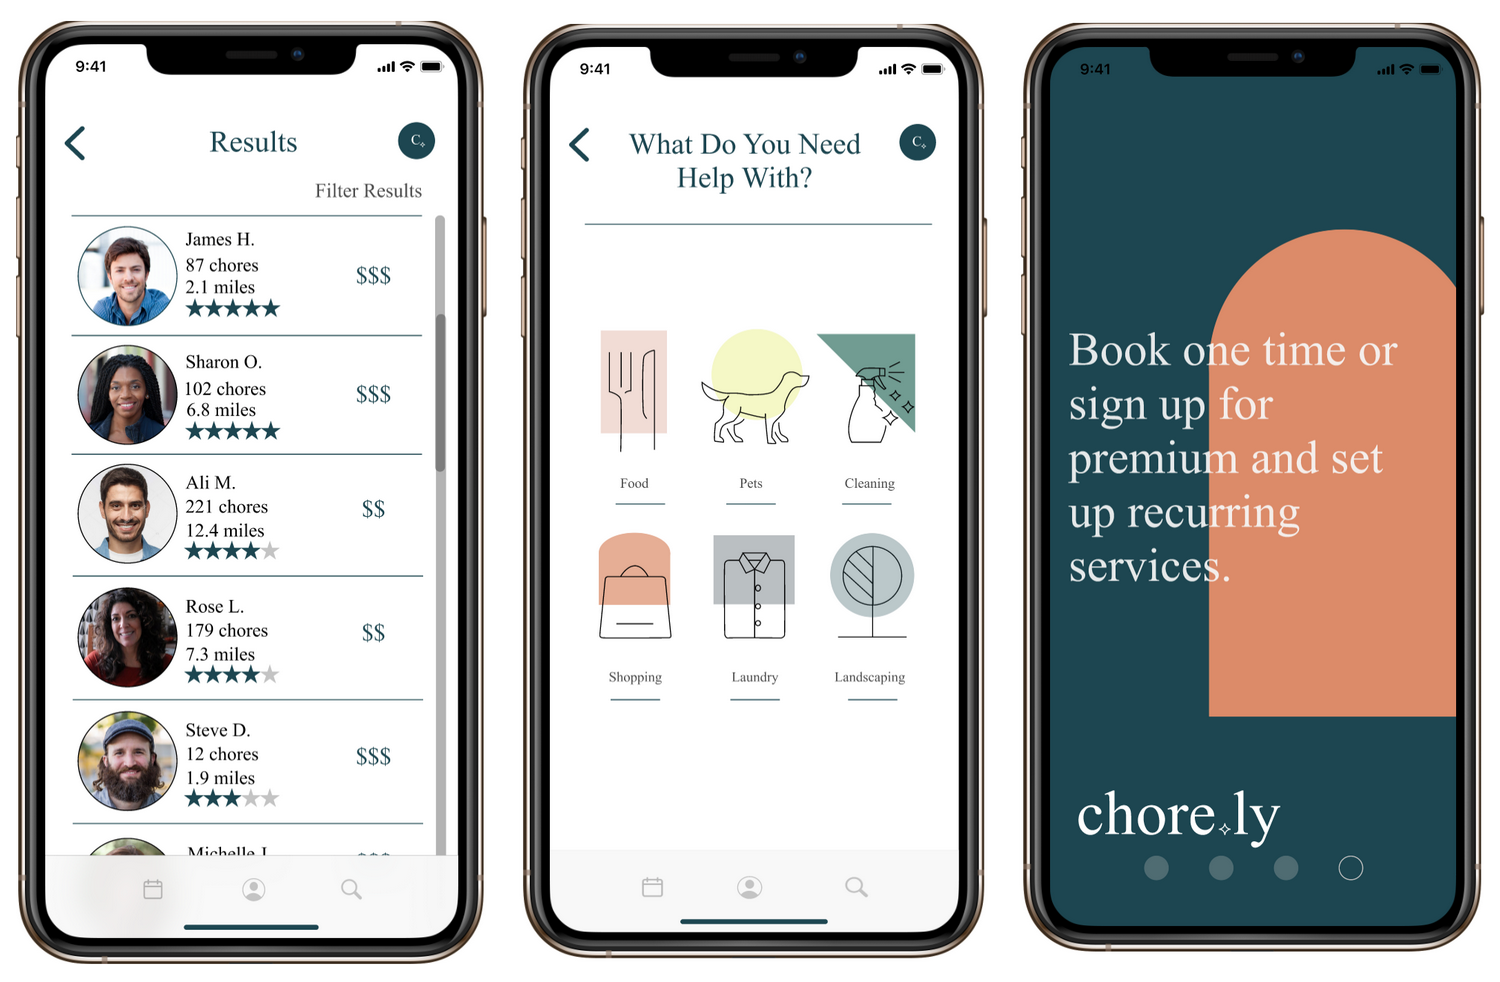 9:41
Results
C
Filter Results
James H.
87 chores
2.1 miles
$$$
Sharon O.
102 chores
6.8 miles
$$$
Ali M.
221 chores
12.4 miles
$$
Rose L.
179 chores
7.3 miles
$$
Steve D.
12 chores
1.9 miles
$$$
Michelle
9:41
What Do You Need
Help With?
C
Food
Pets
Cleaning
Shopping
Laundry
Landscaping
9:41
Book one time or
sign up for
premium and set
up recurring
services.
chore.ly